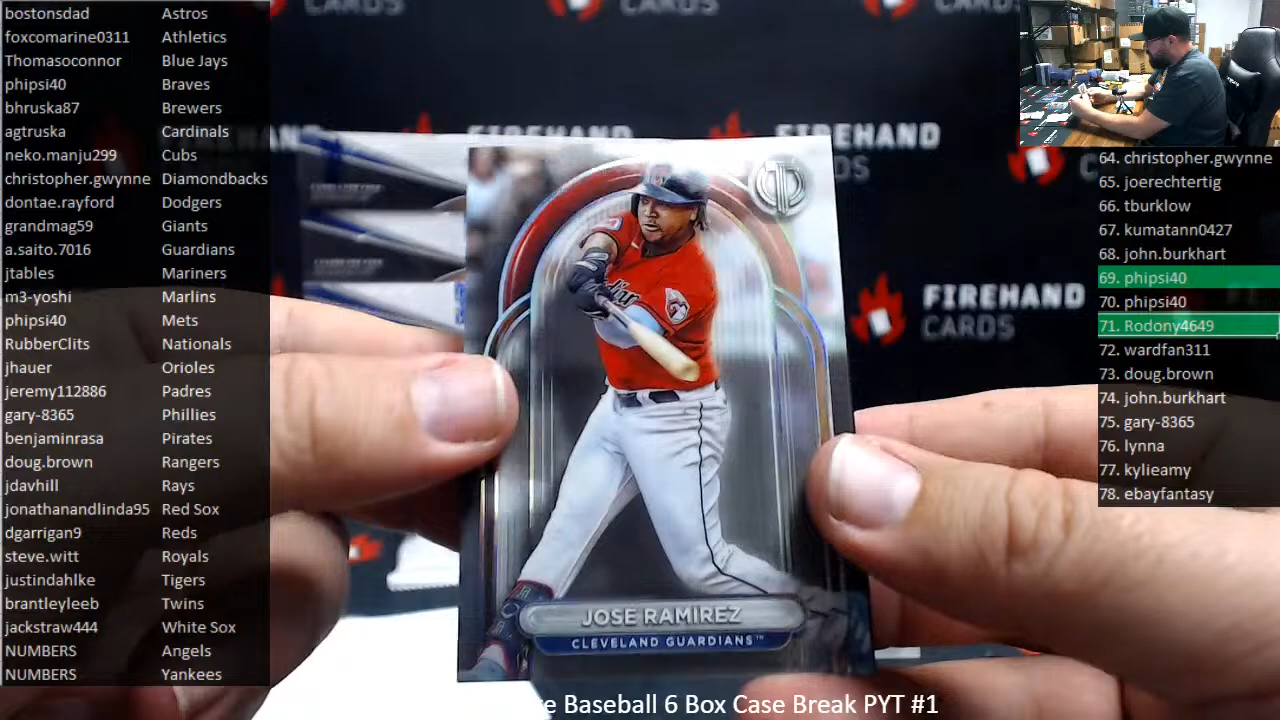 bostonsdad Astros
foxcomarine0311 Athletics
Thomasoconnor Blue Jays
phipsi40 Braves
bhruska87 Brewers
agtruska Cardinals
neko.manju299 Cubs
christopher.gwynne Diamondbacks
dontae.rayford Dodgers
grandmag59 Giants
a.saito.7016 Guardians
jtables Mariners
m3-yoshi Marlins
phipsi40 Mets
RubberClits Nationals
jhauer Orioles
jeremy112886 Padres
gary-8365 Phillies
benjaminrasa Pirates
doug.brown Rangers
jdavhill Rays
jonathanandlinda95 Red Sox
dgarrigan9 Reds
steve.witt Royals
justindahlke Tigers
brantleyleeb Twins
jackstraw444 White Sox
NUMBERS Angels
NUMBERS Yankees
CARDS
CARDS
FIREHAND
FIREHAND
CARDS
FIREHAND
CARDS
JOSE RAMIREZ
CLEVELAND GUARDIANS™
64. christopher.gwynne
65. joerechtertig
66. tburklow
67. kumatann0427
68. john.burkhart
69. phipsi40
70. phipsi40
71. Rodony4649
72. wardfan311
73. doug.brown
74. john.burkhart
75. gary-8365
76. lynna
77. kylieamy
78. ebayfantasy
Baseball 6 Box Case Break PYT #1